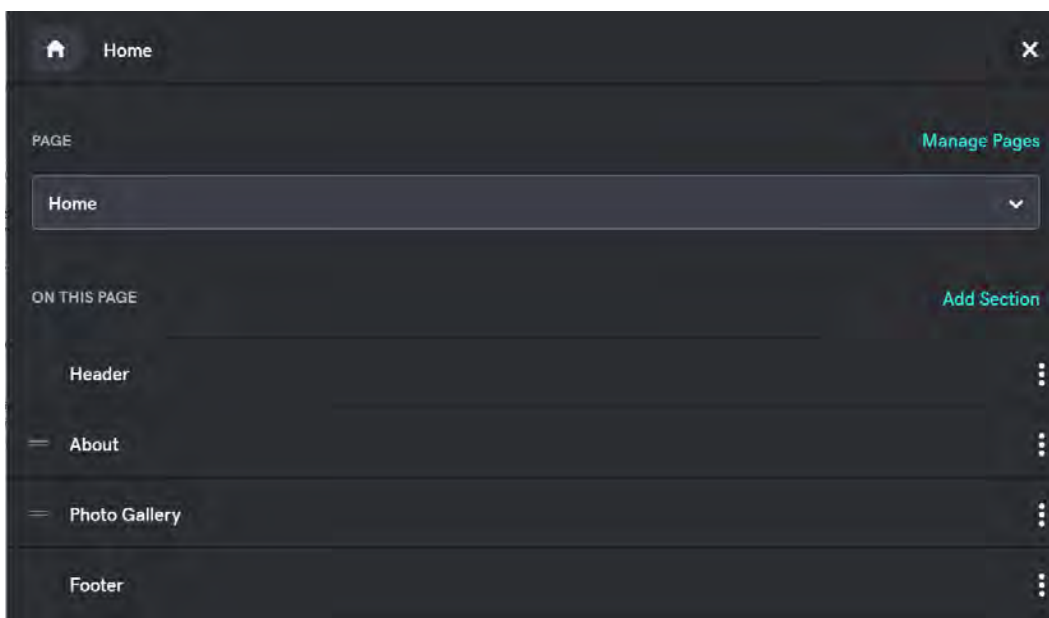 Home
PAGE
Manage Pages
Home
ON THIS PAGE
Add Section
Header
About
Photo Gallery
Footer